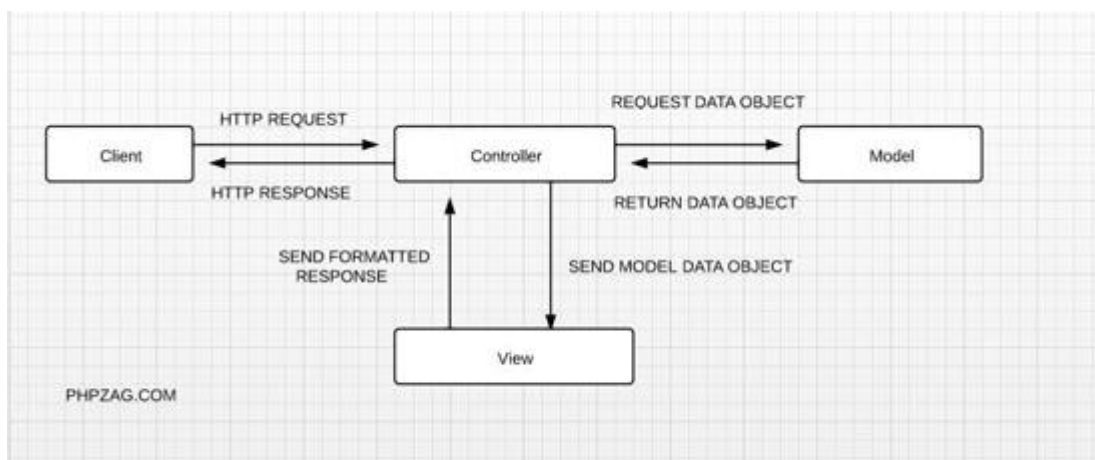 REQUEST DATA OBJECT
HTTP REQUEST
Client
Controller
Model
HTTP RESPONSE
RETURN DATA OBJECT
SEND FORMATTED
RESPONSE
SEND MODEL DATA OBJECT
View
PHPZAG.COM